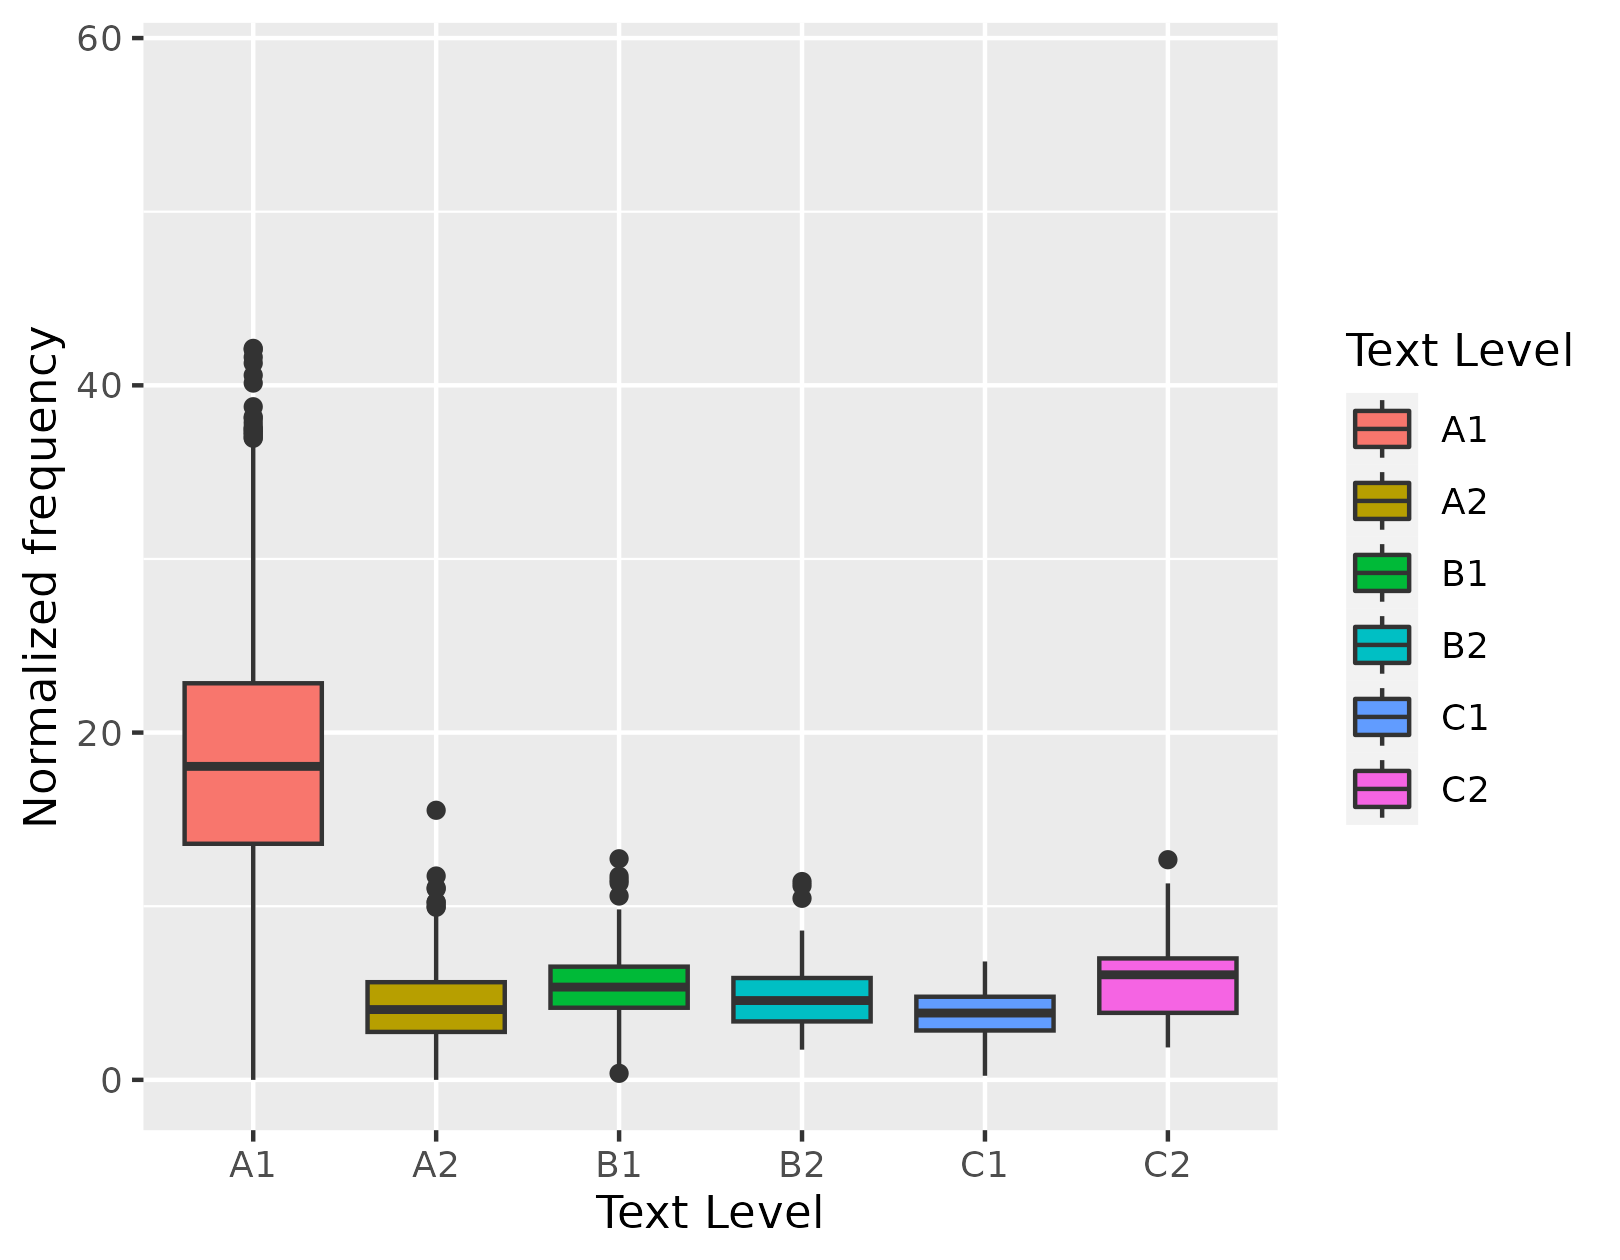 Normalized frequency
60
40
20
0
A1 A2 B1 B2 C1 C2
Text Level
Text Level
A1
A2
B1
B2
C1
C2